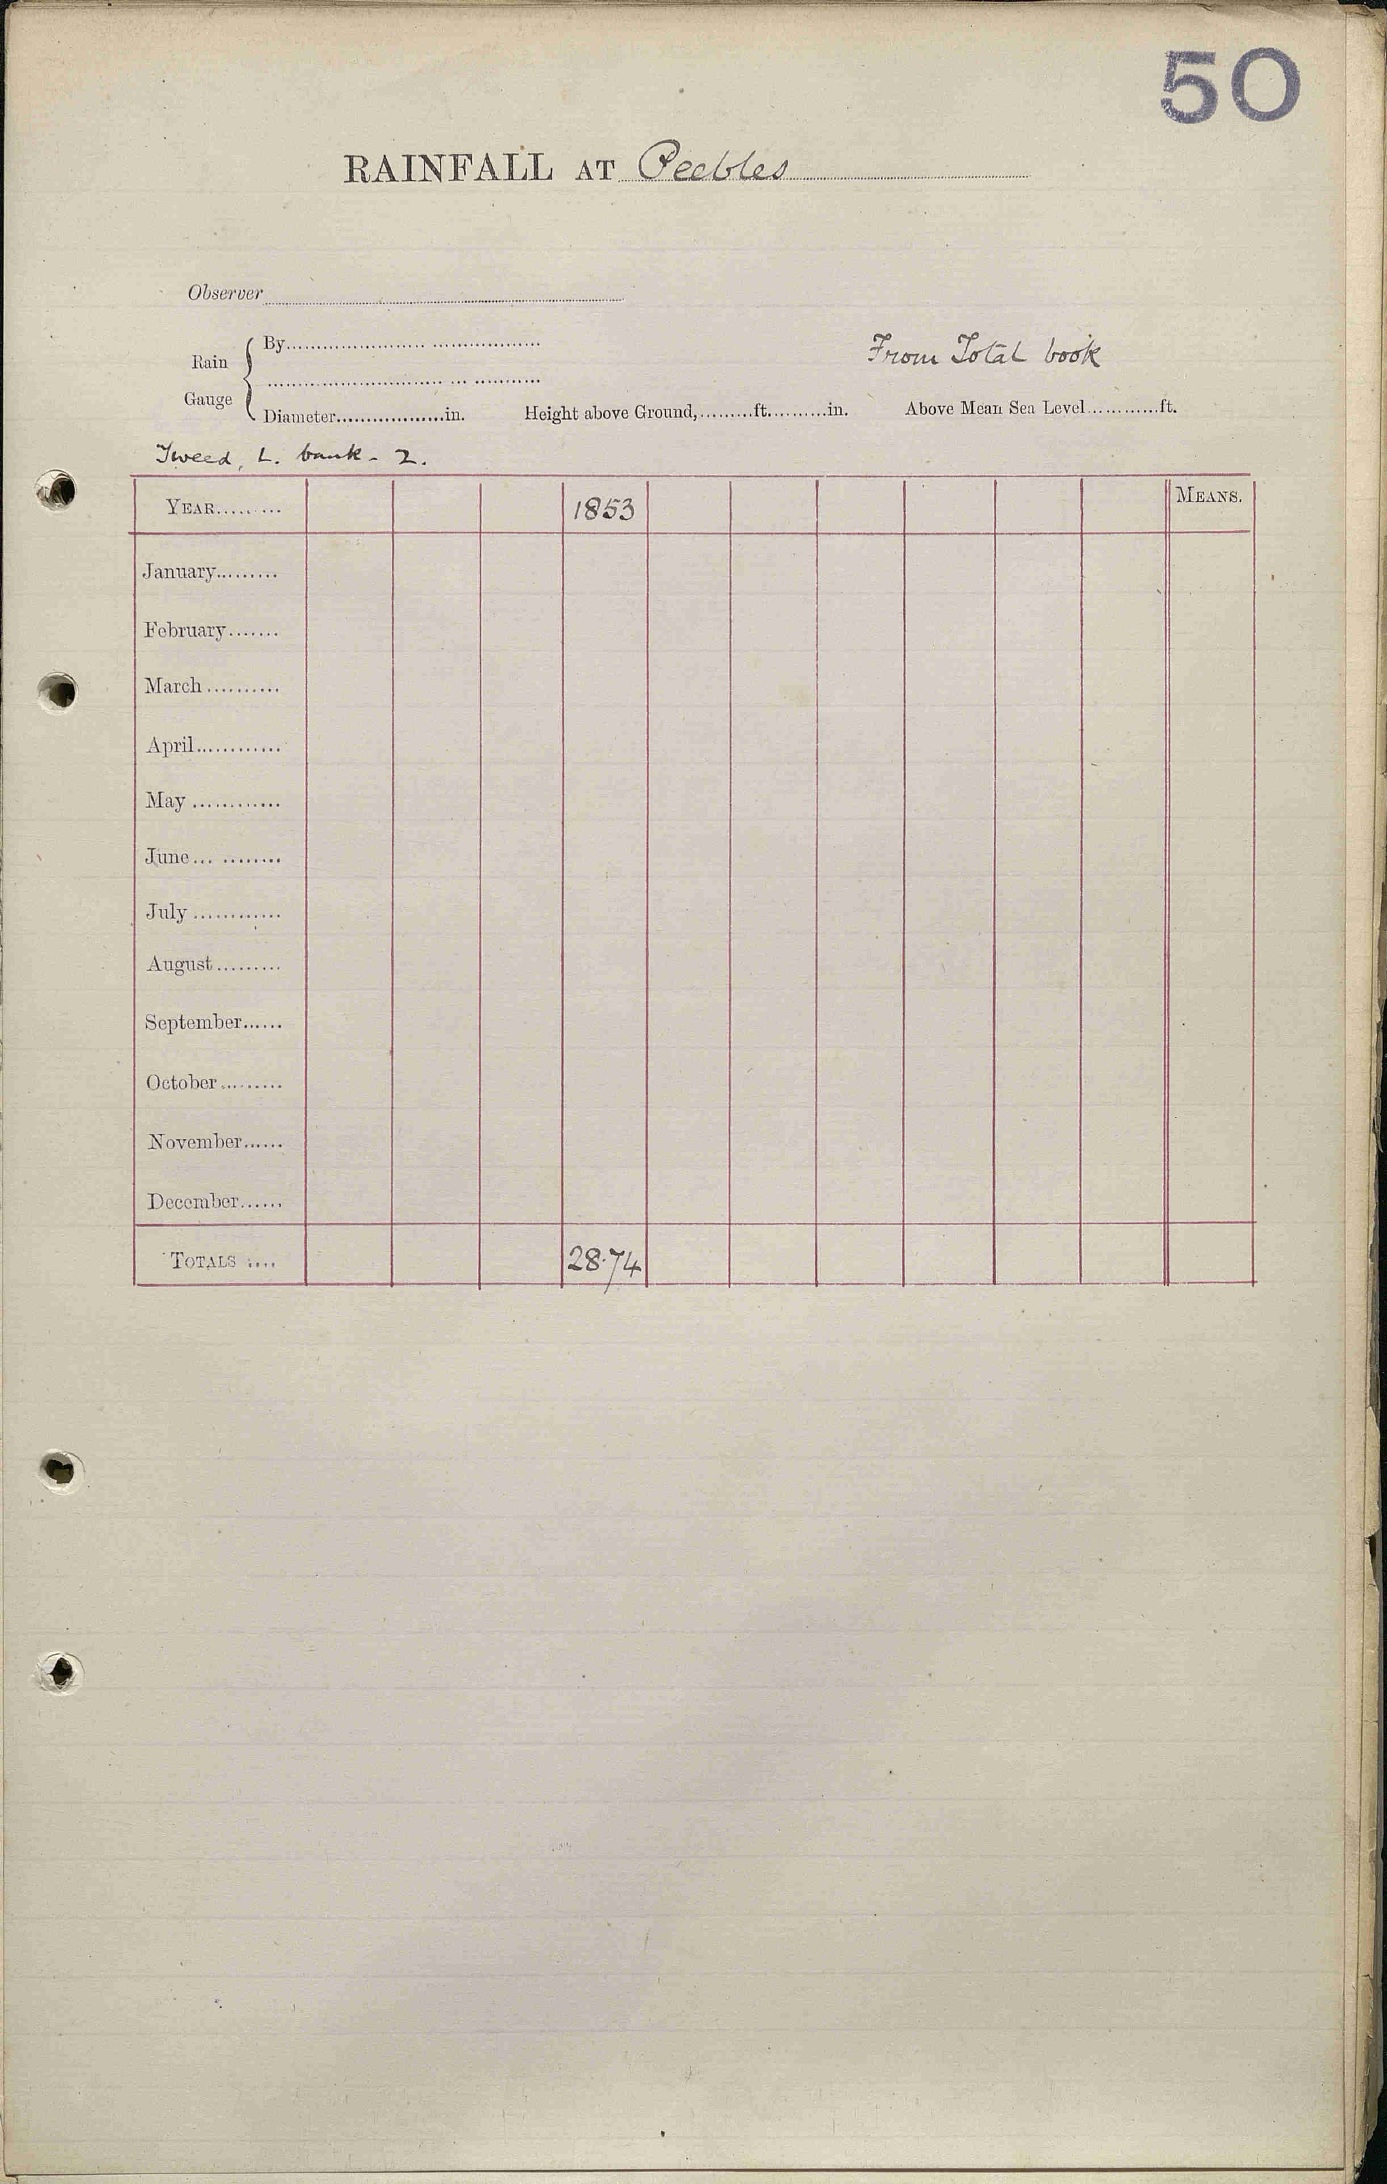 50
RAINFALL AT Peebles
Observer
Rain Gauge
By
From Total book
Diameter in. Height above Ground, ft. in. Above Mean Sea Level ft.
Tweed, L. bank - 2.
YEAR 1853 MEANS.
January
February
March
April
May
June
July
August
September
October
November
December
TOTALS 28.74